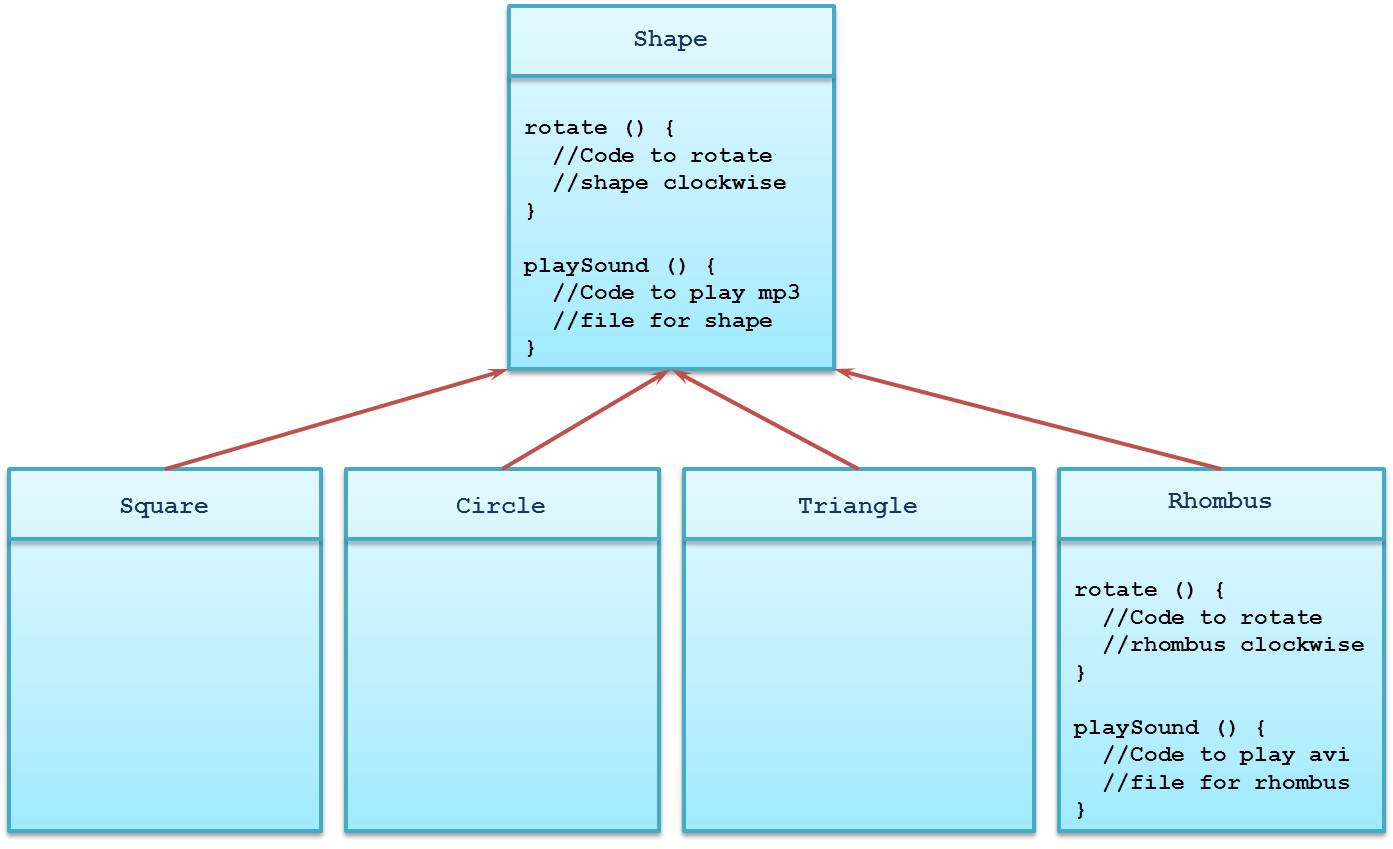 Shape
rotate () {
//Code to rotate
//shape clockwise
}
playSound () {
//Code to play mp3
//file for shape
}
Square
Circle
Triangle
Rhombus
rotate () {
//Code to rotate
//rhombus clockwise
}
playSound () {
//Code to play avi
//file for rhombus
}